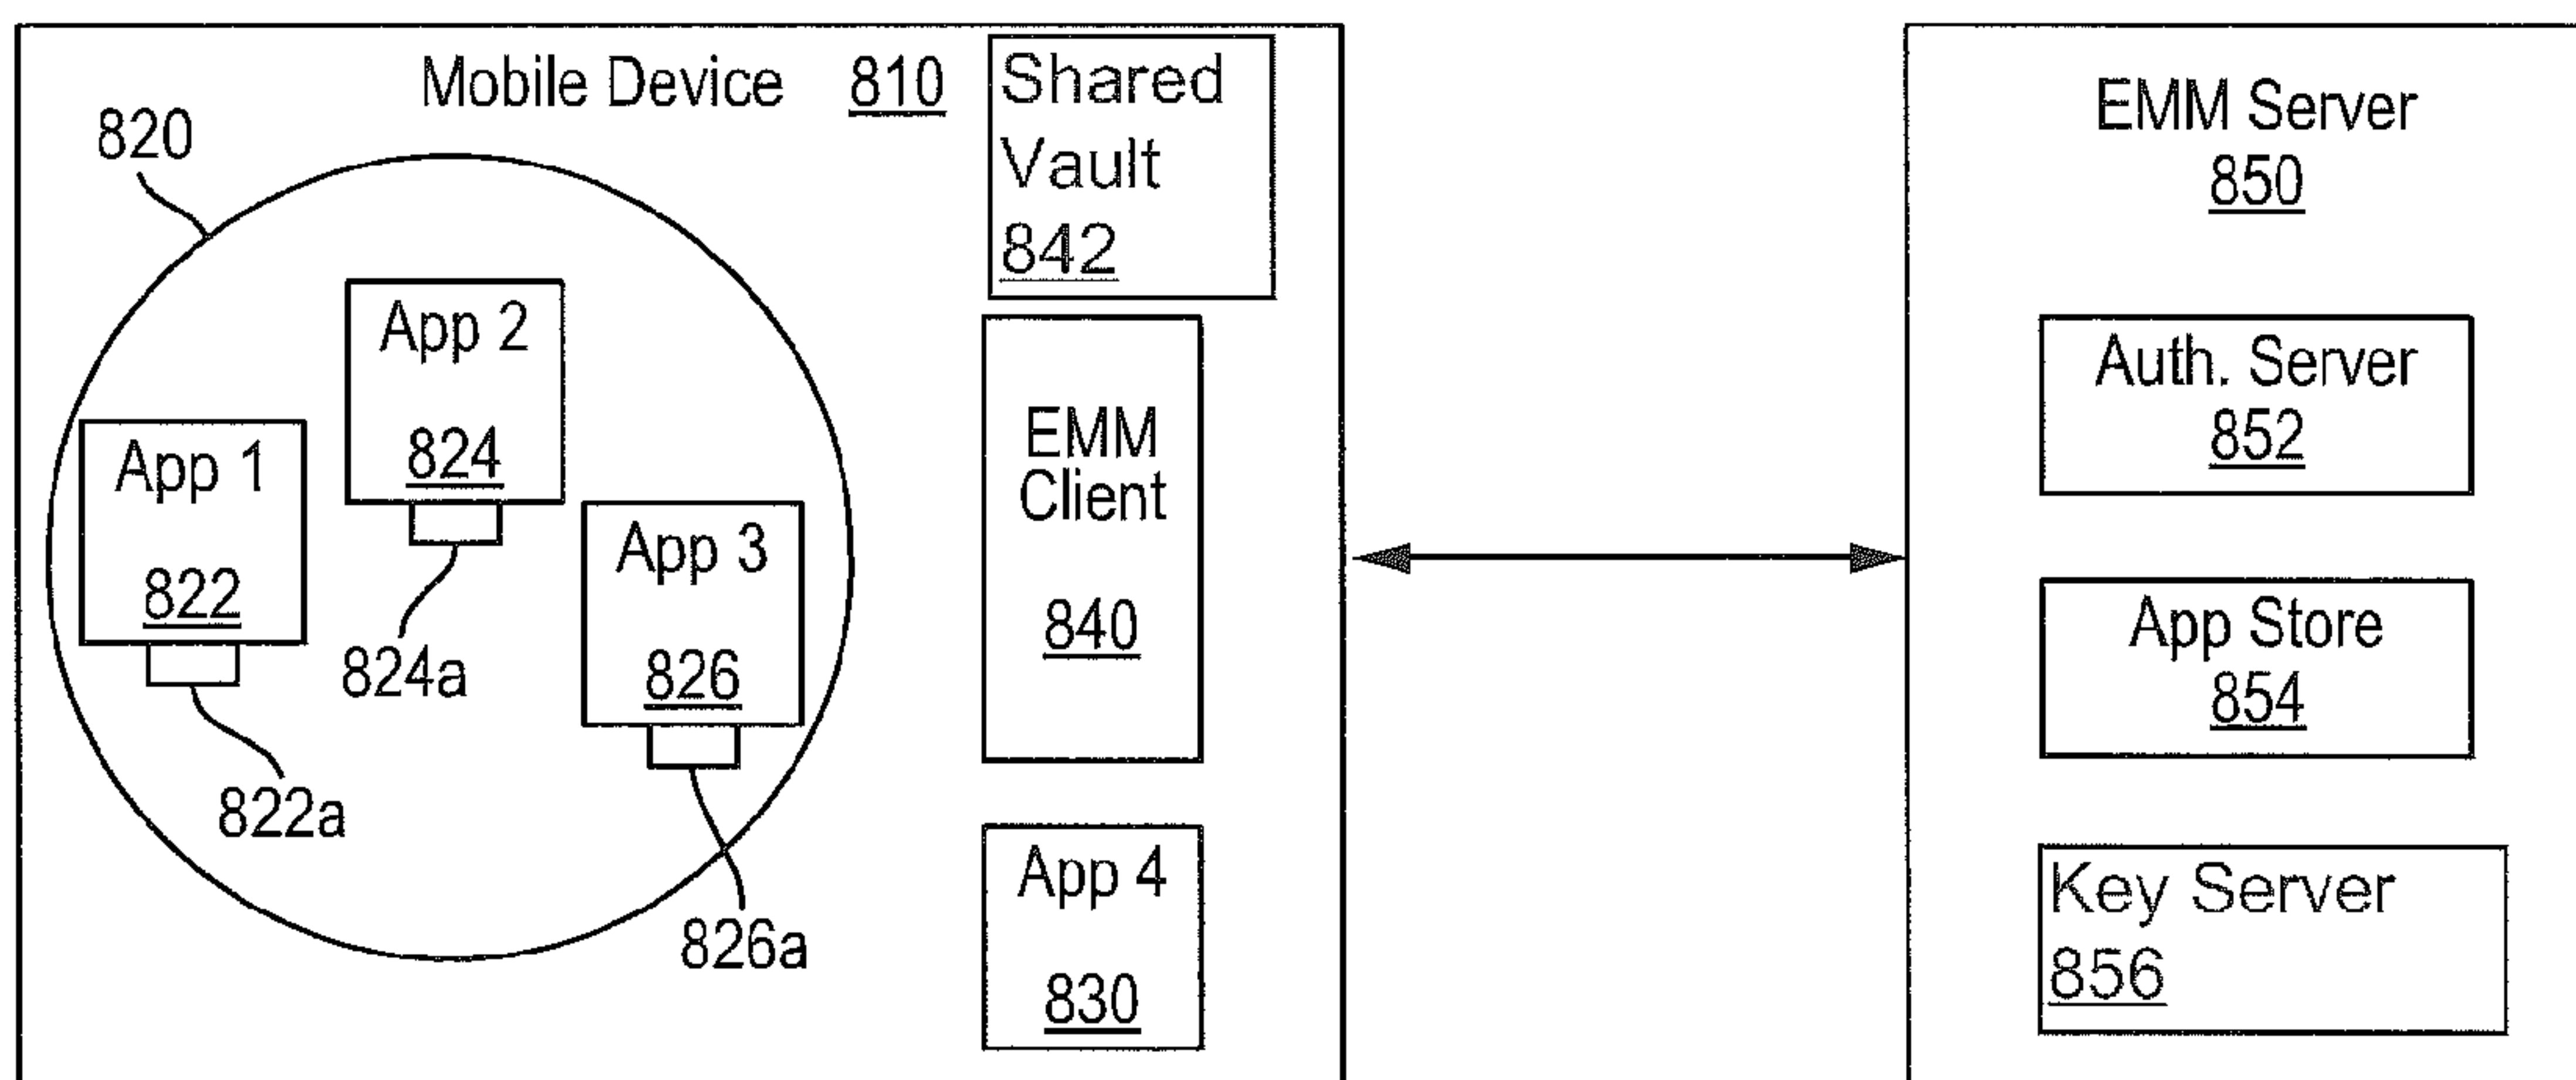 Mobile Device 810
820
Shared
Vault
842
App 2
824
824a
App 1
822
822a
App 3
826
826a
EMM
Client
840
App 4
830
EMM Server
850
Auth. Server
852
App Store
854
Key Server
856